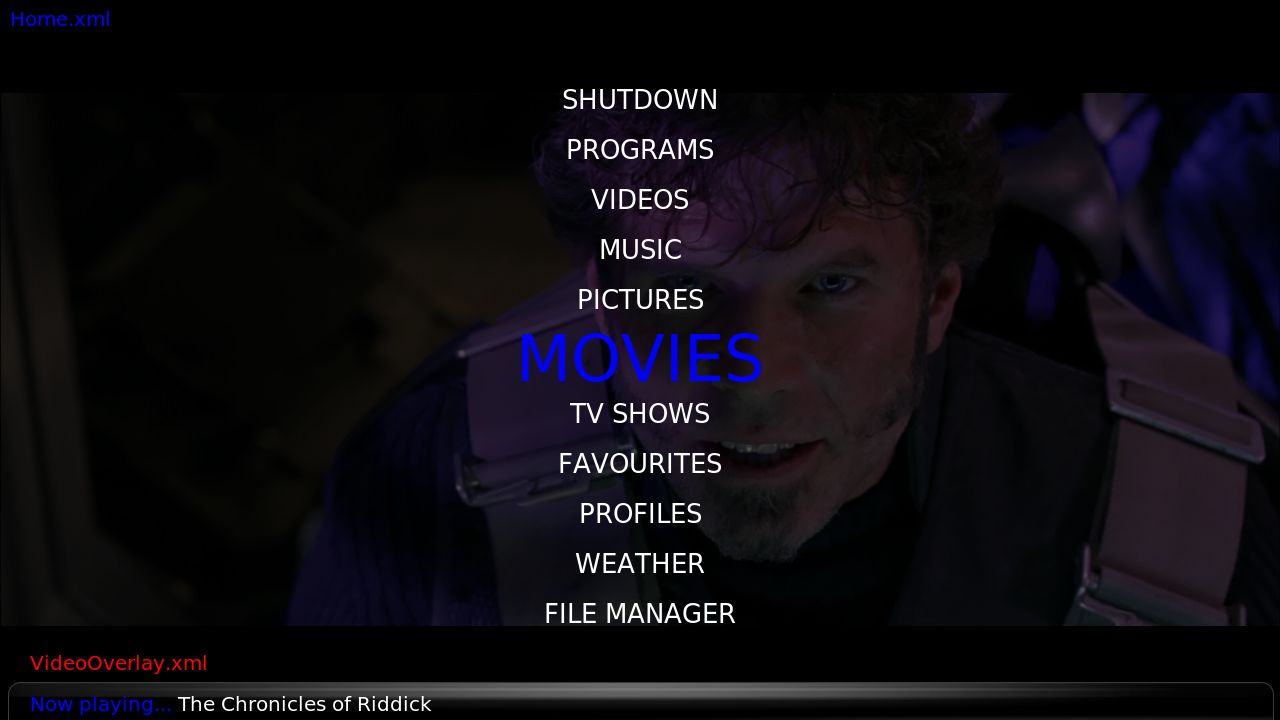 Home.xml
SHUTDOWN
PROGRAMS
VIDEOS
MUSIC
PICTURES
MOVIES
TV SHOWS
FAVOURITES
PROFILES
WEATHER
FILE MANAGER
VideoOverlay.xml
Now playing... The Chronicles of Riddick